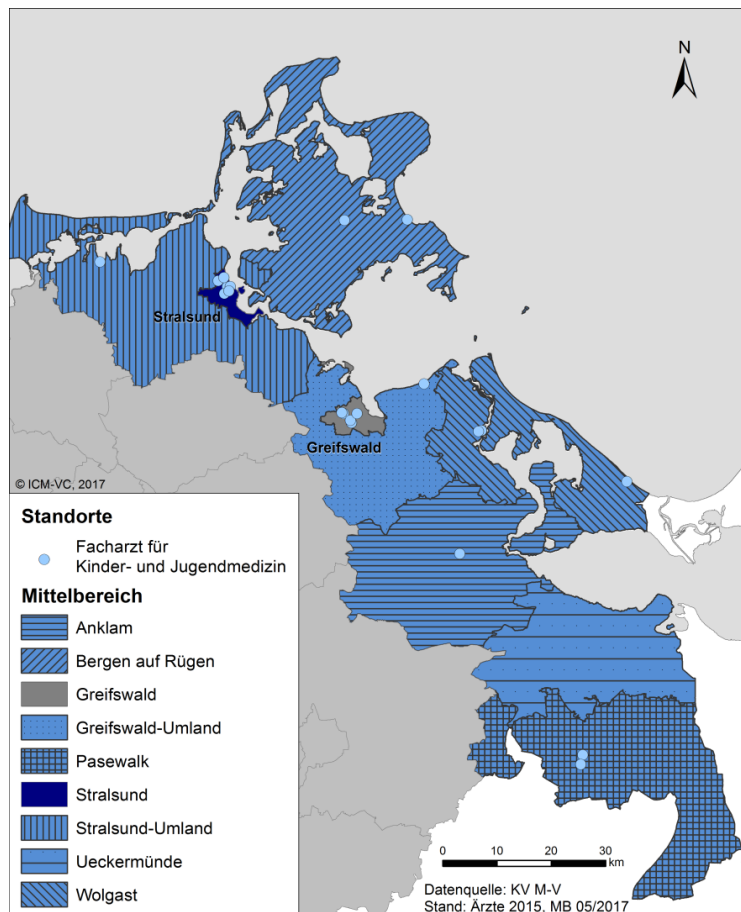 N
Stralsund
Greifswald
© ICM-VC, 2017
Standorte
Facharzt für
Kinder- und Jugendmedizin
Mittelbereich
Anklam
Bergen auf Rügen
Greifswald
Greifswald-Umland
Pasewalk
Stralsund
Stralsund-Umland
Ueckermünde
Wolgast
0 10 20 30
km
Datenquelle: KV M-V
Stand: Ärzte 2015, MB 05/2017